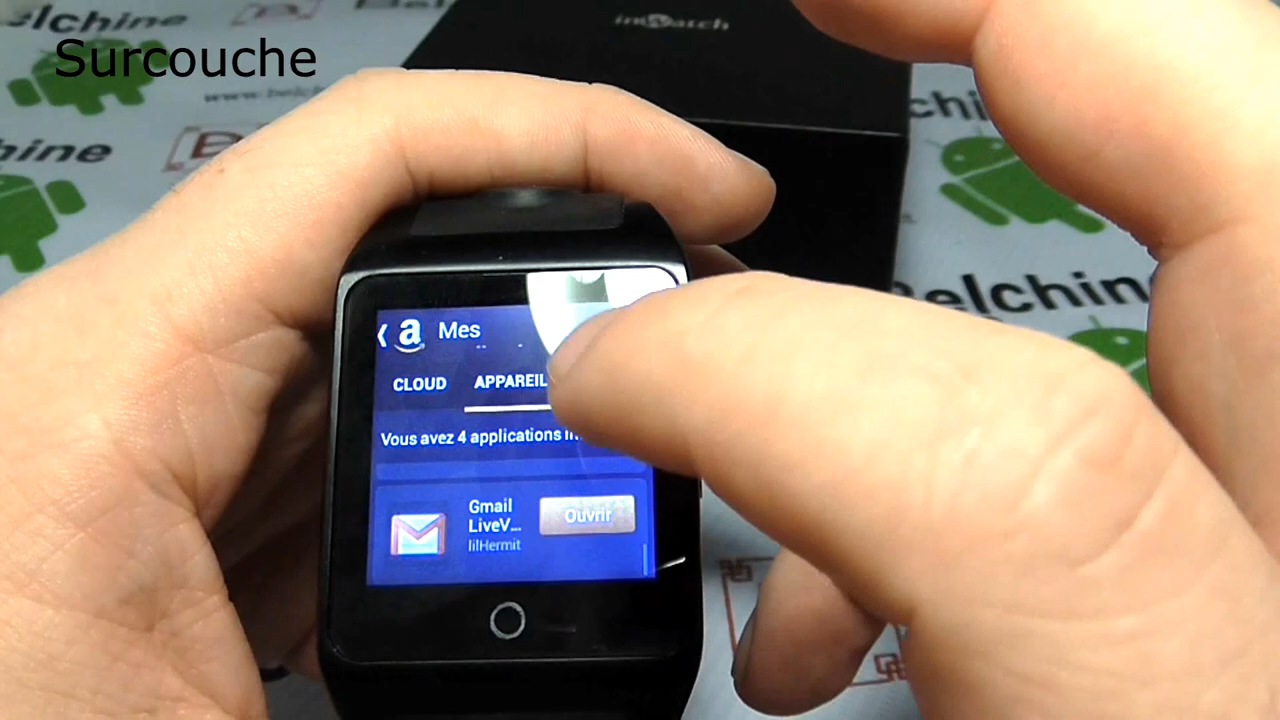 Surcouche
inWatch
Belchine
a Mes
CLOUD APPAREIL
Vous avez 4 applications
Gmail
LiveV...
lilHermit
Ouvrir